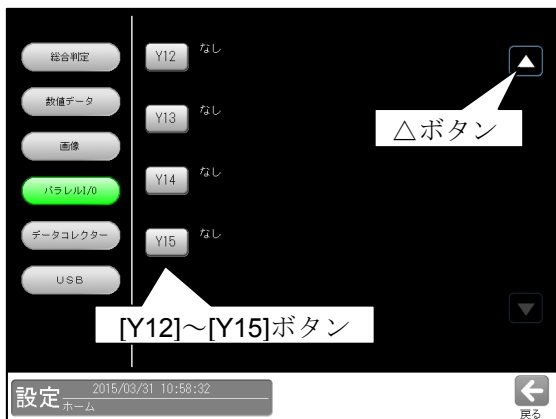 総合判定
数値データ
画像
パラレルI/O
データコレクター
USB
Y12 なし
Y13 なし
Y14 なし
Y15 なし
△ボタン
[Y12]～[Y15]ボタン
設定 2015/03/31 10:58:32
ホーム
戻る